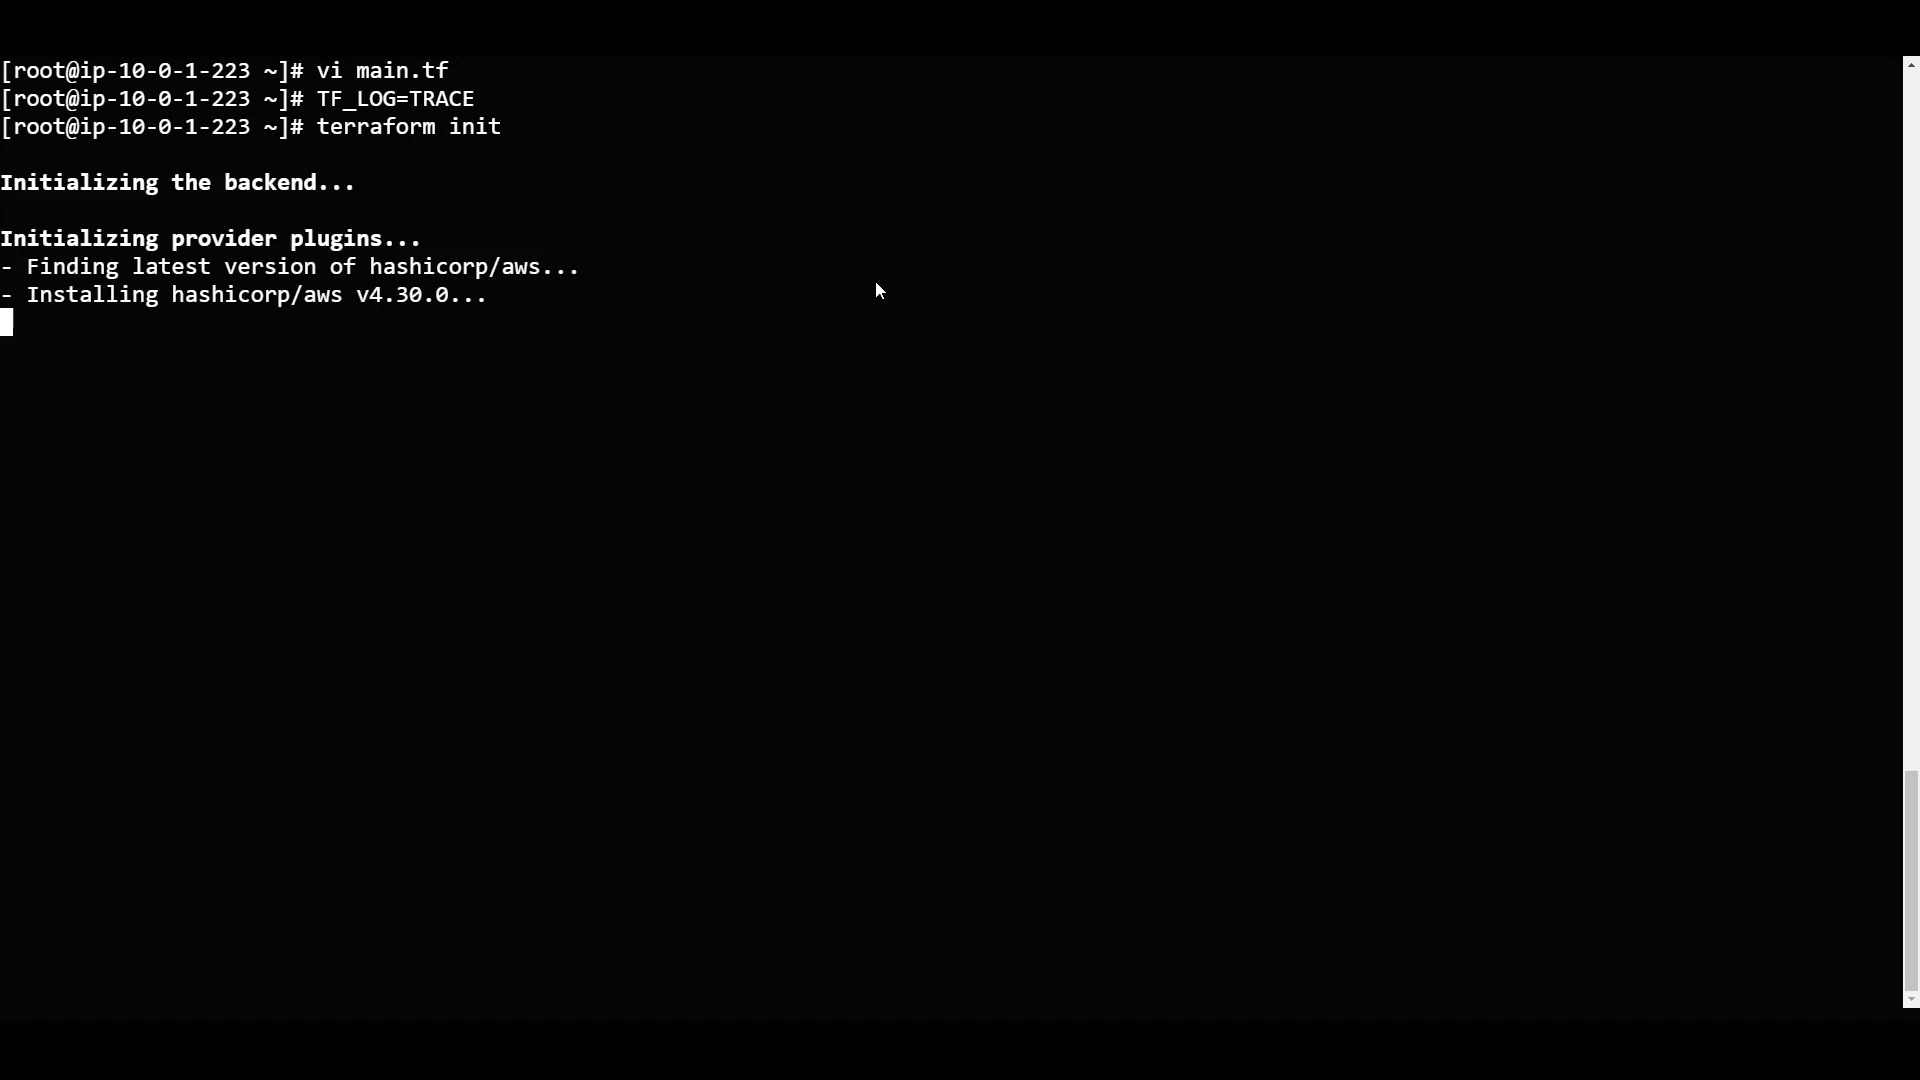 [root@ip-10-0-1-223 ~]# vi main.tf
[root@ip-10-0-1-223 ~]# TF_LOG=TRACE
[root@ip-10-0-1-223 ~]# terraform init
Initializing the backend...
Initializing provider plugins...
- Finding latest version of hashicorp/aws...
- Installing hashicorp/aws v4.30.0...